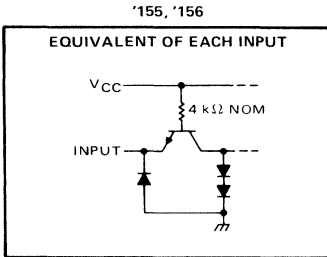 '155, '156
EQUIVALENT OF EACH INPUT
VCC
4 kΩ NOM
INPUT